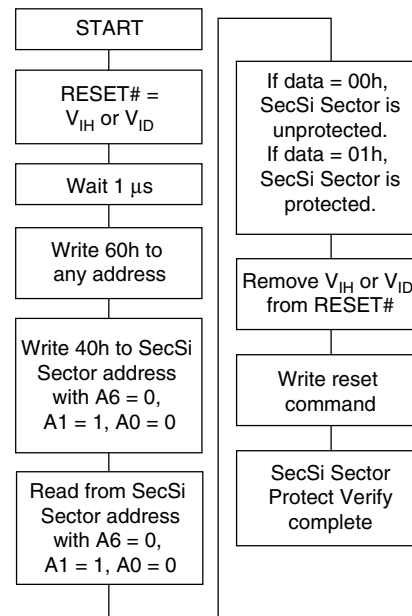 START
RESET# =
V_IH or V_ID
Wait 1 μs
Write 60h to
any address
Write 40h to SecSi
Sector address
with A6 = 0,
A1 = 1, A0 = 0
Read from SecSi
Sector address
with A6 = 0,
A1 = 1, A0 = 0
If data = 00h,
SecSi Sector is
unprotected.
If data = 01h,
SecSi Sector is
protected.
Remove V_IH or V_ID
from RESET#
Write reset
command
SecSi Sector
Protect Verify
complete